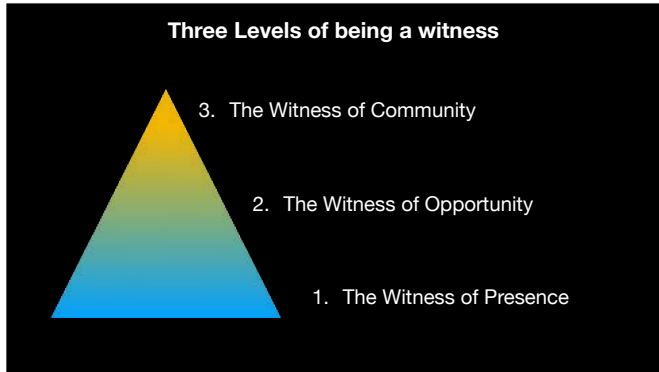 Three Levels of being a witness
3. The Witness of Community
2. The Witness of Opportunity
1. The Witness of Presence